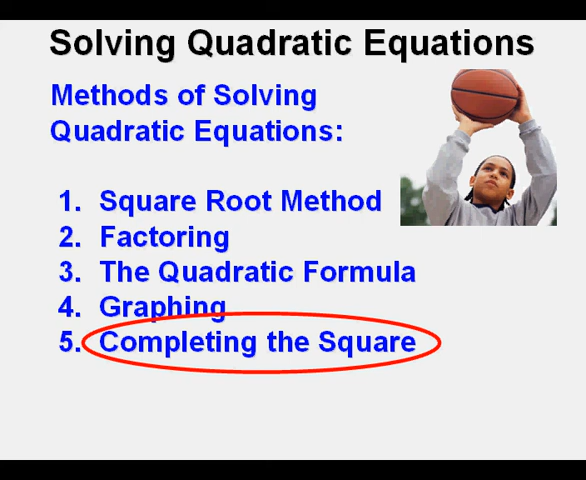 Solving Quadratic Equations
Methods of Solving
Quadratic Equations:
1. Square Root Method
2. Factoring
3. The Quadratic Formula
4. Graphing
5. Completing the Square